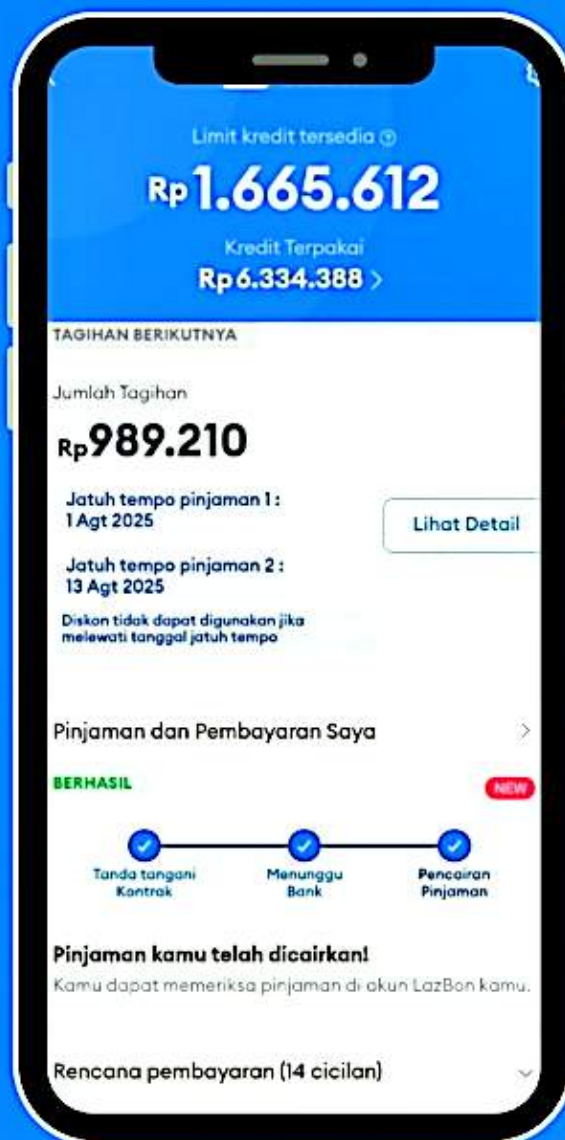 Limit kredit tersedia
Rp1.665.612
Kredit Terpakai
Rp6.334.388 >
TAGIHAN BERIKUTNYA
Jumlah Tagihan
Rp989.210
Jatuh tempo pinjaman 1 :
1 Agt 2025
Lihat Detail
Jatuh tempo pinjaman 2 :
13 Agt 2025
Diskon tidak dapat digunakan jika
melewati tanggal jatuh tempo
Pinjaman dan Pembayaran Saya
BERHASIL
NEW
Tanda tangani
Kontrak
Menunggu
Bank
Pencairan
Pinjaman
Pinjaman kamu telah dicairkan!
Kamu dapat memeriksa pinjaman di akun LazBon kamu.
Rencana pembayaran (14 cicilan)